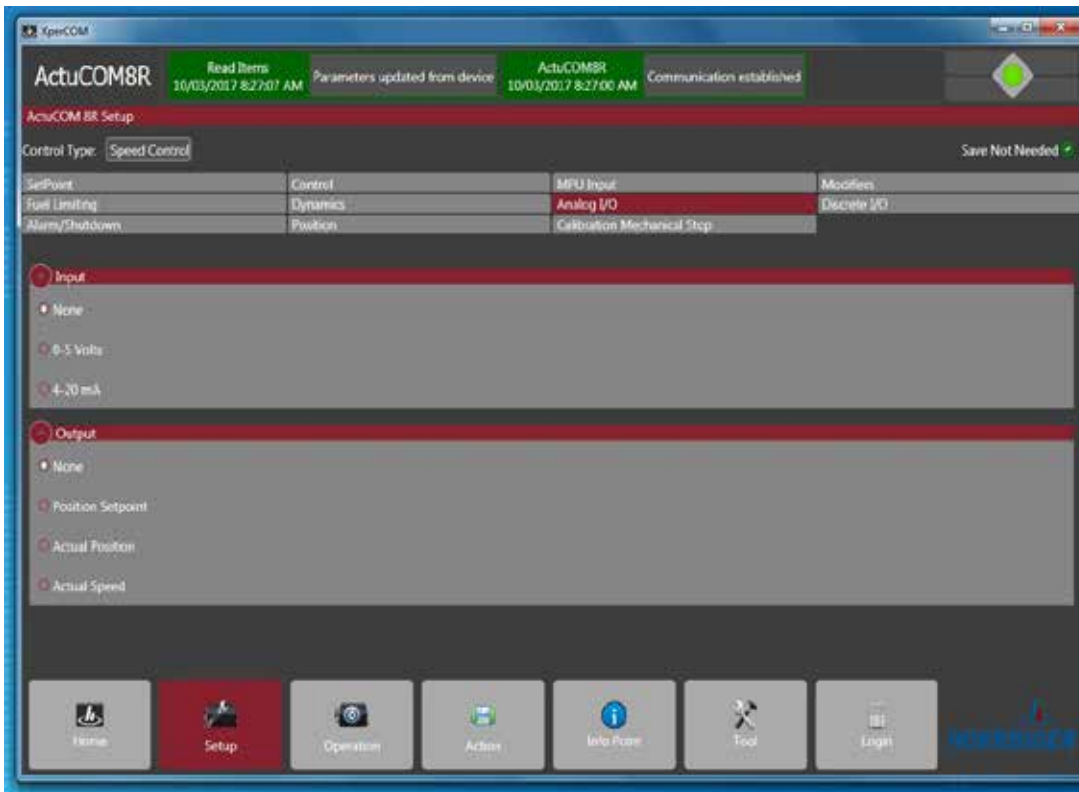 XperCOM
ActuCOM8R
Read Items
10/03/2017 8:27:07 AM
Parameters updated from device
ActuCOM8R
10/03/2017 8:27:00 AM
Communication established
ActuCOM 8R Setup
Control Type: Speed Control
Save Not Needed
SetPoint
Control
MPU Input
Modifiers
Fuel Limiting
Dynamics
Analog I/O
Discrete I/O
Alarm/Shutdown
Position
Calibration Mechanical Stop
Input
None
0-5 Volts
4-20 mA
Output
None
Position Setpoint
Actual Position
Actual Speed
Home
Setup
Operation
Action
Info Point
Tool
Login